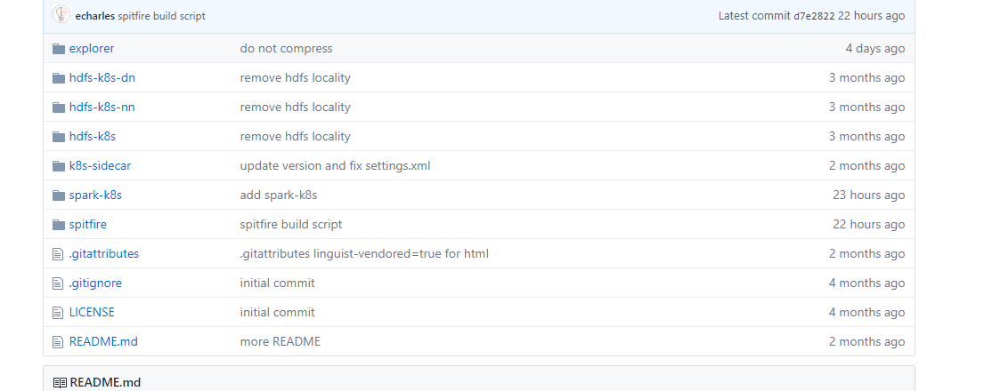 echarles spitfire build script Latest commit d7e2822 22 hours ago
explorer do not compress 4 days ago
hdfs-k8s-dn remove hdfs locality 3 months ago
hdfs-k8s-nn remove hdfs locality 3 months ago
hdfs-k8s remove hdfs locality 3 months ago
k8s-sidecar update version and fix settings.xml 2 months ago
spark-k8s add spark-k8s 23 hours ago
spitfire spitfire build script 22 hours ago
.gitattributes .gitattributes linguist-vendored=true for html 2 months ago
.gitignore initial commit 4 months ago
LICENSE initial commit 4 months ago
README.md more README 2 months ago
README.md